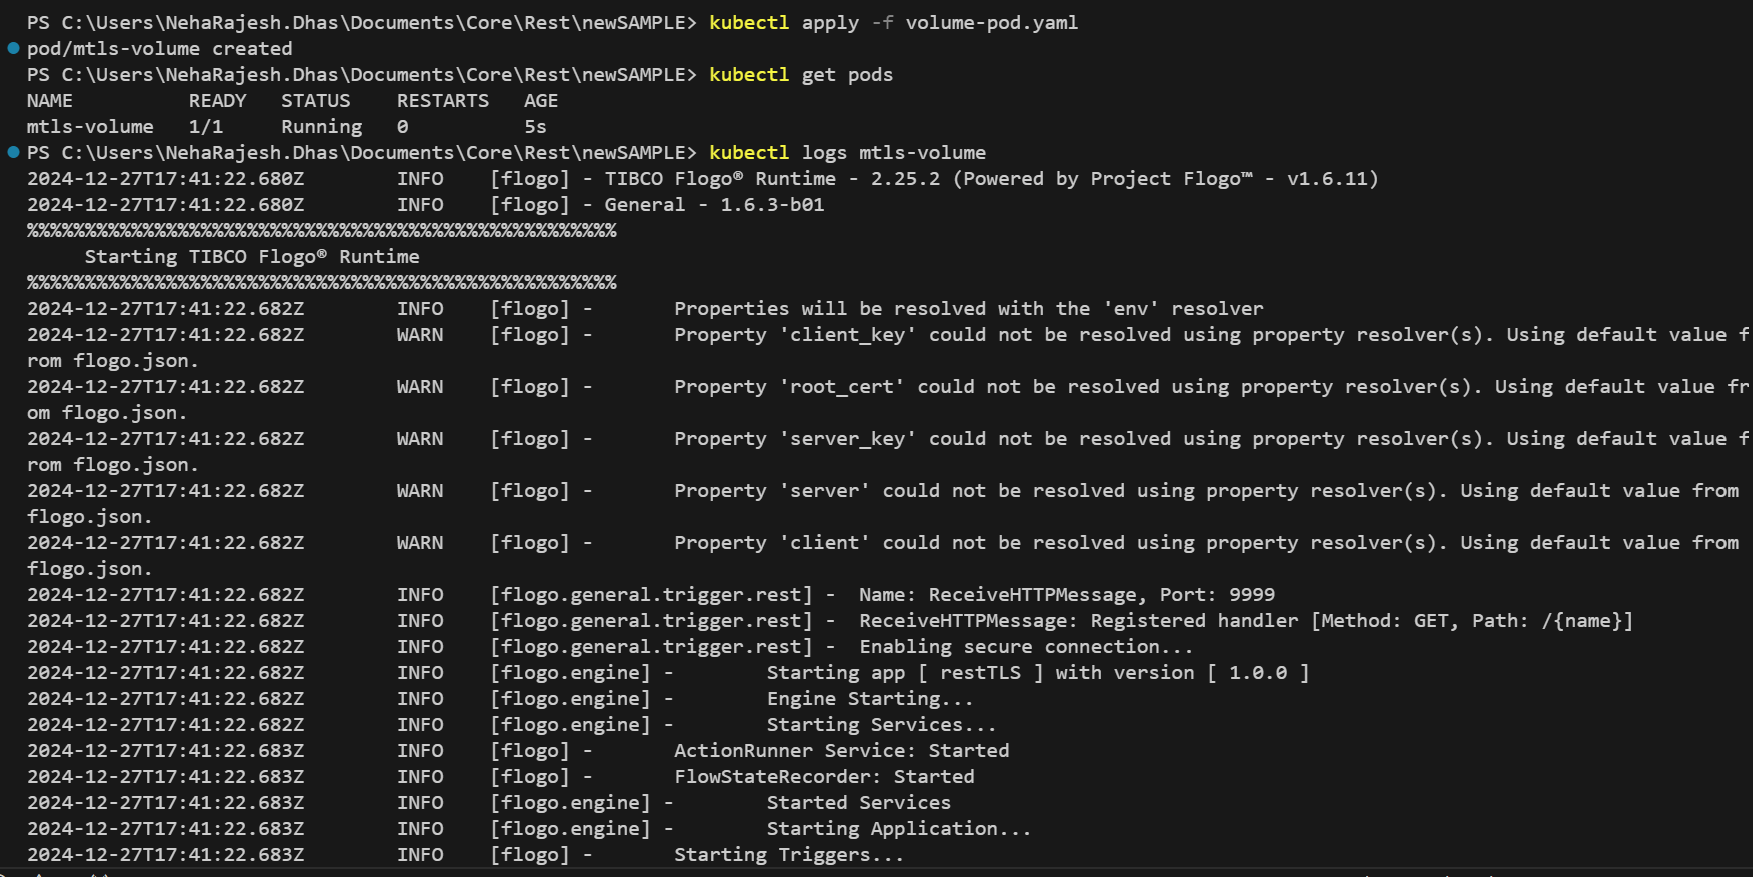 PS C:\Users\NehaRajesh.Dhas\Documents\Core\Rest\newSAMPLE> kubectl apply -f volume-pod.yaml
pod/mtls-volume created
PS C:\Users\NehaRajesh.Dhas\Documents\Core\Rest\newSAMPLE> kubectl get pods
NAME          READY   STATUS    RESTARTS   AGE
mtls-volume   1/1     Running   0          5s
PS C:\Users\NehaRajesh.Dhas\Documents\Core\Rest\newSAMPLE> kubectl logs mtls-volume
2024-12-27T17:41:22.680Z        INFO    [flogo] - TIBCO Flogo® Runtime - 2.25.2 (Powered by Project Flogo™ - v1.6.11)
2024-12-27T17:41:22.680Z        INFO    [flogo] - General - 1.6.3-b01
%%%%%%%%%%%%%%%%%%%%%%%%%%%%%%%%%%%%%%%%%%%%%%%%%%%
     Starting TIBCO Flogo® Runtime
%%%%%%%%%%%%%%%%%%%%%%%%%%%%%%%%%%%%%%%%%%%%%%%%%%%
2024-12-27T17:41:22.682Z        INFO    [flogo] -       Properties will be resolved with the 'env' resolver
2024-12-27T17:41:22.682Z        WARN    [flogo] -       Property 'client_key' could not be resolved using property resolver(s). Using default value f
rom flogo.json.
2024-12-27T17:41:22.682Z        WARN    [flogo] -       Property 'root_cert' could not be resolved using property resolver(s). Using default value fr
om flogo.json.
2024-12-27T17:41:22.682Z        WARN    [flogo] -       Property 'server_key' could not be resolved using property resolver(s). Using default value f
rom flogo.json.
2024-12-27T17:41:22.682Z        WARN    [flogo] -       Property 'server' could not be resolved using property resolver(s). Using default value from
flogo.json.
2024-12-27T17:41:22.682Z        WARN    [flogo] -       Property 'client' could not be resolved using property resolver(s). Using default value from
flogo.json.
2024-12-27T17:41:22.682Z        INFO    [flogo.general.trigger.rest] -  Name: ReceiveHTTPMessage, Port: 9999
2024-12-27T17:41:22.682Z        INFO    [flogo.general.trigger.rest] -  ReceiveHTTPMessage: Registered handler [Method: GET, Path: /{name}]
2024-12-27T17:41:22.682Z        INFO    [flogo.general.trigger.rest] -  Enabling secure connection...
2024-12-27T17:41:22.682Z        INFO    [flogo.engine] -        Starting app [ restTLS ] with version [ 1.0.0 ]
2024-12-27T17:41:22.682Z        INFO    [flogo.engine] -        Engine Starting...
2024-12-27T17:41:22.682Z        INFO    [flogo.engine] -        Starting Services...
2024-12-27T17:41:22.683Z        INFO    [flogo] -       ActionRunner Service: Started
2024-12-27T17:41:22.683Z        INFO    [flogo] -       FlowStateRecorder: Started
2024-12-27T17:41:22.683Z        INFO    [flogo.engine] -        Started Services
2024-12-27T17:41:22.683Z        INFO    [flogo.engine] -        Starting Application...
2024-12-27T17:41:22.683Z        INFO    [flogo] -       Starting Triggers...